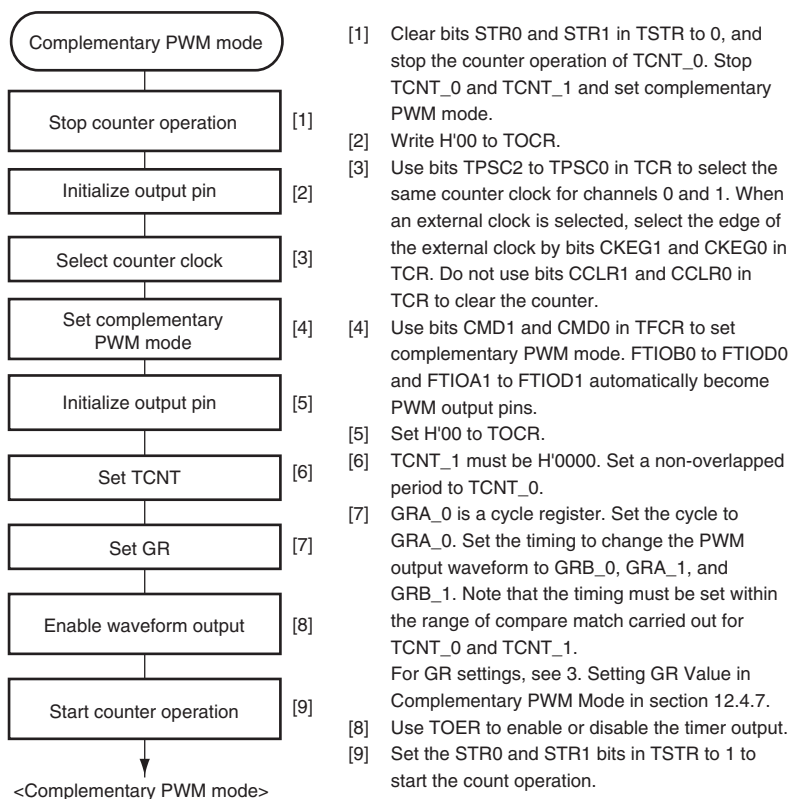 Complementary PWM mode
Stop counter operation
[1]
Initialize output pin
[2]
Select counter clock
[3]
Set complementary
PWM mode
[4]
Initialize output pin
[5]
Set TCNT
[6]
Set GR
[7]
Enable waveform output
[8]
Start counter operation
[9]
<Complementary PWM mode>
[1] Clear bits STR0 and STR1 in TSTR to 0, and
stop the counter operation of TCNT_0. Stop
TCNT_0 and TCNT_1 and set complementary
PWM mode.
[2] Write H'00 to TOCR.
[3] Use bits TPSC2 to TPSC0 in TCR to select the
same counter clock for channels 0 and 1. When
an external clock is selected, select the edge of
the external clock by bits CKEG1 and CKEG0 in
TCR. Do not use bits CCLR1 and CCLR0 in
TCR to clear the counter.
[4] Use bits CMD1 and CMD0 in TFCR to set
complementary PWM mode. FTIOB0 to FTIOD0
and FTIOA1 to FTIOD1 automatically become
PWM output pins.
[5] Set H'00 to TOCR.
[6] TCNT_1 must be H'0000. Set a non-overlapped
period to TCNT_0.
[7] GRA_0 is a cycle register. Set the cycle to
GRA_0. Set the timing to change the PWM
output waveform to GRB_0, GRA_1, and
GRB_1. Note that the timing must be set within
the range of compare match carried out for
TCNT_0 and TCNT_1.
For GR settings, see 3. Setting GR Value in
Complementary PWM Mode in section 12.4.7.
[8] Use TOER to enable or disable the timer output.
[9] Set the STR0 and STR1 bits in TSTR to 1 to
start the count operation.